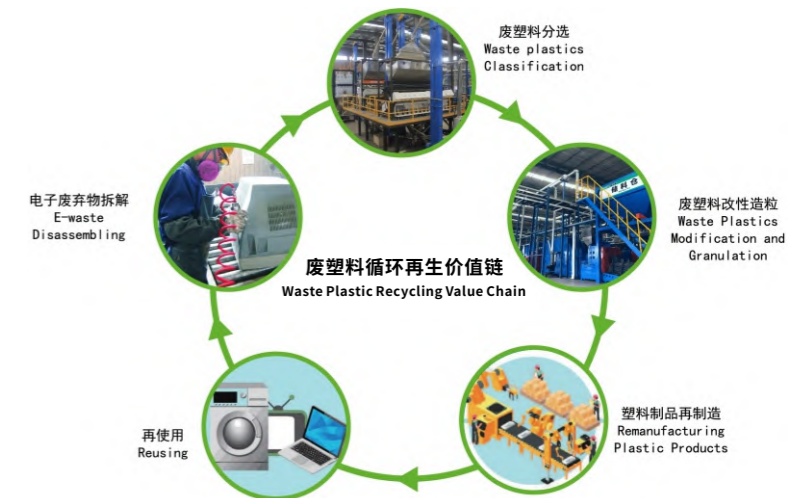 废塑料分选
Waste plastics
Classification
废塑料改性造粒
Waste Plastics
Modification and
Granulation
塑料制品再制造
Remanufacturing
Plastic Products
再使用
Reusing
电子废弃物拆解
E-waste
Disassembling
废塑料循环再生价值链
Waste Plastic Recycling Value Chain